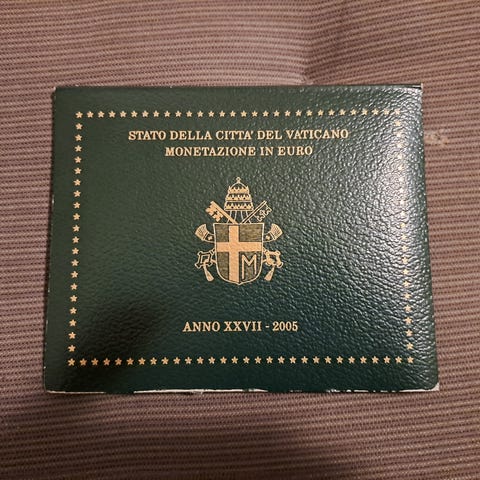 STATO DELLA CITTA' DEL VATICANO
MONETAZIONE IN EURO
M
ANNO XXVII - 2005